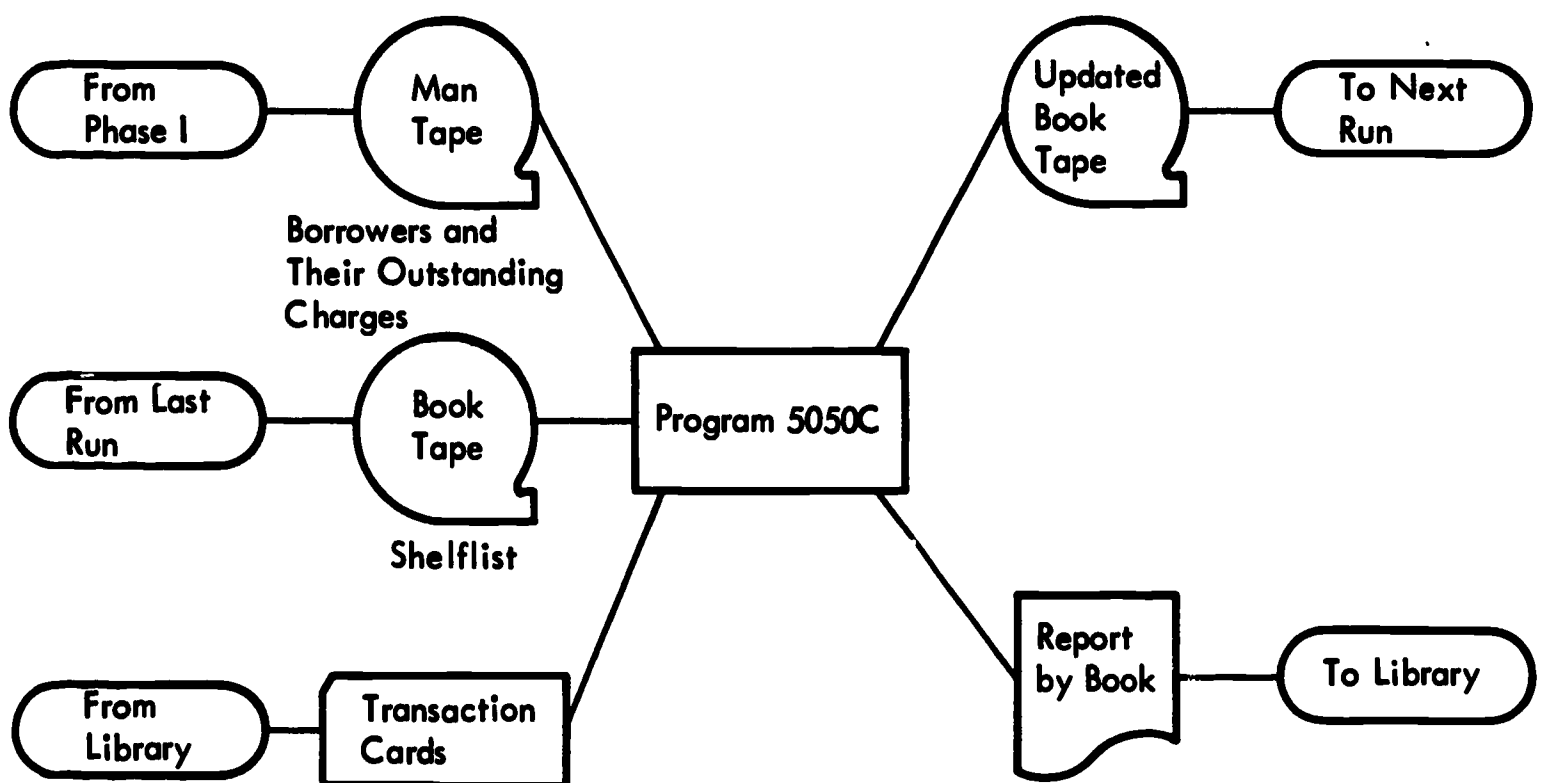 From
Phase I
Man
Tape
Borrowers and
Their Outstanding
Charges
From Last
Run
Book
Tape
Shelflist
From
Library
Transaction
Cards
Program 5050C
Updated
Book
Tape
To Next
Run
Report
by Book
To Library